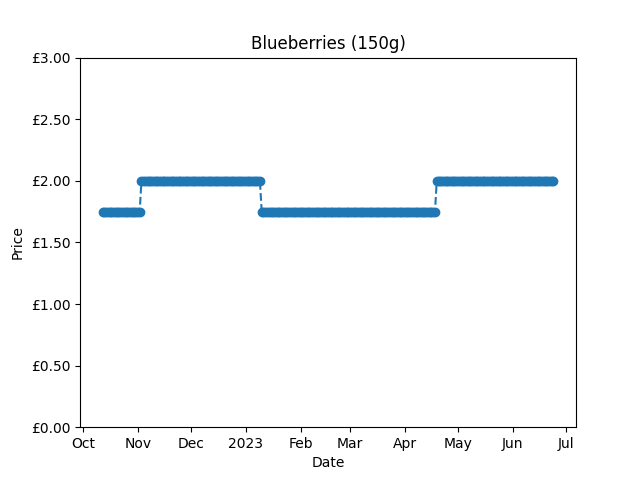 Blueberries (150g)
£3.00
£2.50
£2.00
£1.50
£1.00
£0.50
£0.00
Price
Oct Nov Dec 2023 Feb Mar Apr May Jun Jul
Date